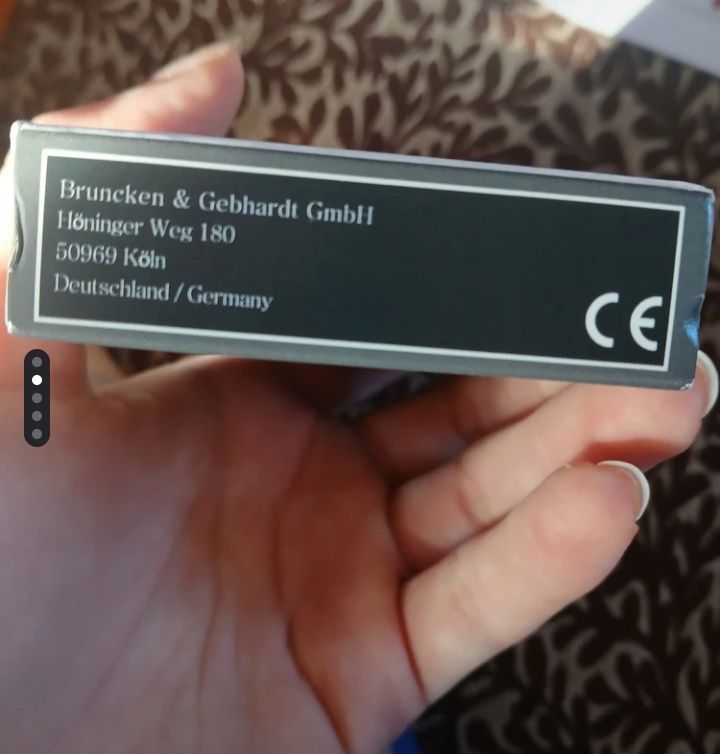 Bruncken & Gebhardt GmbH
Höninger Weg 180
50969 Köln
Deutschland / Germany
CE